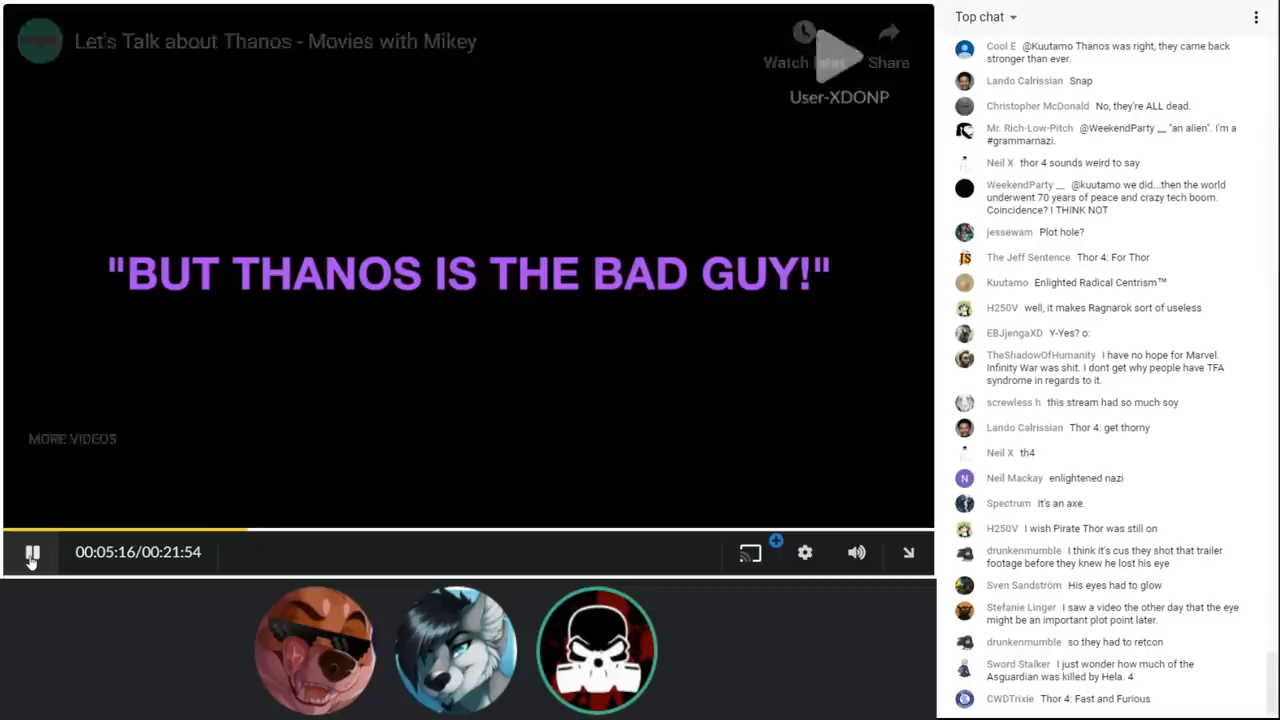 Let's Talk about Thanos - Movies with Mikey
Watch later
Share
User-XDONP
"BUT THANOS IS THE BAD GUY!"
MORE VIDEOS
00:05:16/00:21:54
Top chat
Cool E @Kuutamo Thanos was right, they came back
stronger than ever.
Lando Calrissian Snap
Christopher McDonald No, they're ALL dead.
Mr. Rich-Low-Pitch @WeekendParty __ "an alien". I'm a
#grammarnazi.
Neil X thor 4 sounds weird to say
WeekendParty __ @kuutamo we did...then the world
underwent 70 years of peace and crazy tech boom.
Coincidence? I THINK NOT
jessewam Plot hole?
The Jeff Sentence Thor 4: For Thor
Kuutamo Enlighted Radical Centrism™
H250V well, it makes Ragnarok sort of useless
EBJjengaXD Y-Yes? o:
TheShadowOfHumanity I have no hope for Marvel.
Infinity War was shit. I dont get why people have TFA
syndrome in regards to it.
screwless h this stream had so much soy
Lando Calrissian Thor 4: get thorny
Neil X th4
N
Neil Mackay enlightened nazi
Spectrum It's an axe.
H250V I wish Pirate Thor was still on
drunkenmumble I think it's cus they shot that trailer
footage before they knew he lost his eye
Sven Sandström His eyes had to glow
Stefanie Linger I saw a video the other day that the eye
might be an important plot point later.
drunkenmumble so they had to retcon
Sword Stalker I just wonder how much of the
Asguardian was killed by Hela. 4
CWDTrixie Thor 4: Fast and Furious